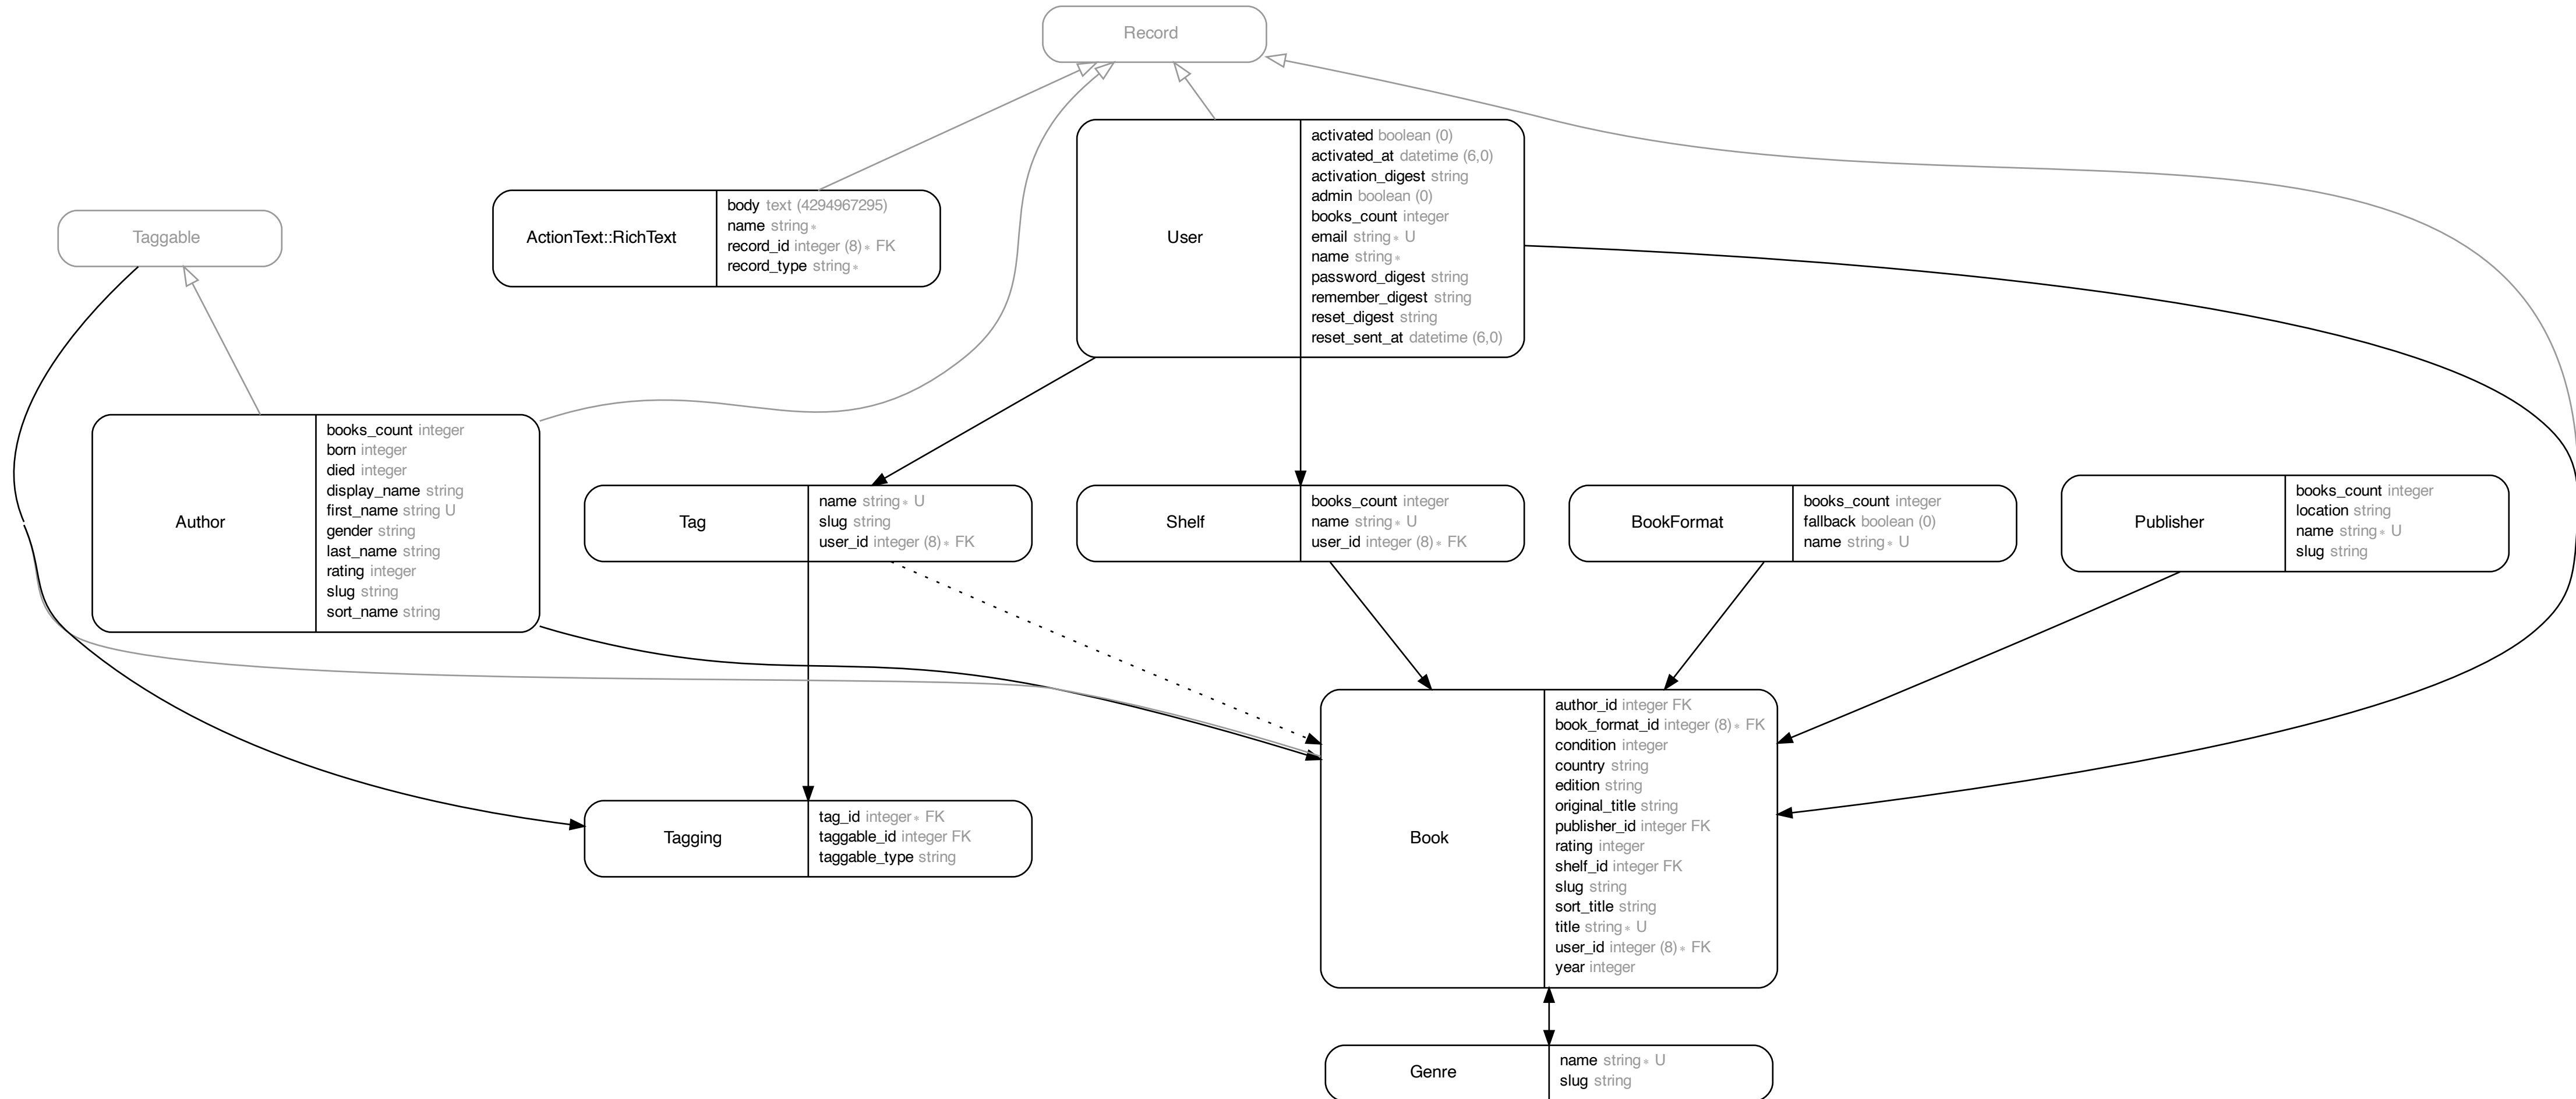 Record
User
activated boolean (0)
activated_at datetime (6,0)
activation_digest string
admin boolean (0)
books_count integer
email string∗ U
name string∗
password_digest string
remember_digest string
reset_digest string
reset_sent_at datetime (6,0)
ActionText::RichText
body text (4294967295)
name string∗
record_id integer (8)∗ FK
record_type string∗
Taggable
Author
books_count integer
born integer
died integer
display_name string
first_name string U
gender string
last_name string
rating integer
slug string
sort_name string
Tag
name string∗ U
slug string
user_id integer (8)∗ FK
Shelf
books_count integer
name string∗ U
user_id integer (8)∗ FK
BookFormat
books_count integer
fallback boolean (0)
name string∗ U
Publisher
books_count integer
location string
name string∗ U
slug string
Tagging
tag_id integer∗ FK
taggable_id integer FK
taggable_type string
Book
author_id integer FK
book_format_id integer (8)∗ FK
condition integer
country string
edition string
original_title string
publisher_id integer FK
rating integer
shelf_id integer FK
slug string
sort_title string
title string∗ U
user_id integer (8)∗ FK
year integer
Genre
name string∗ U
slug string